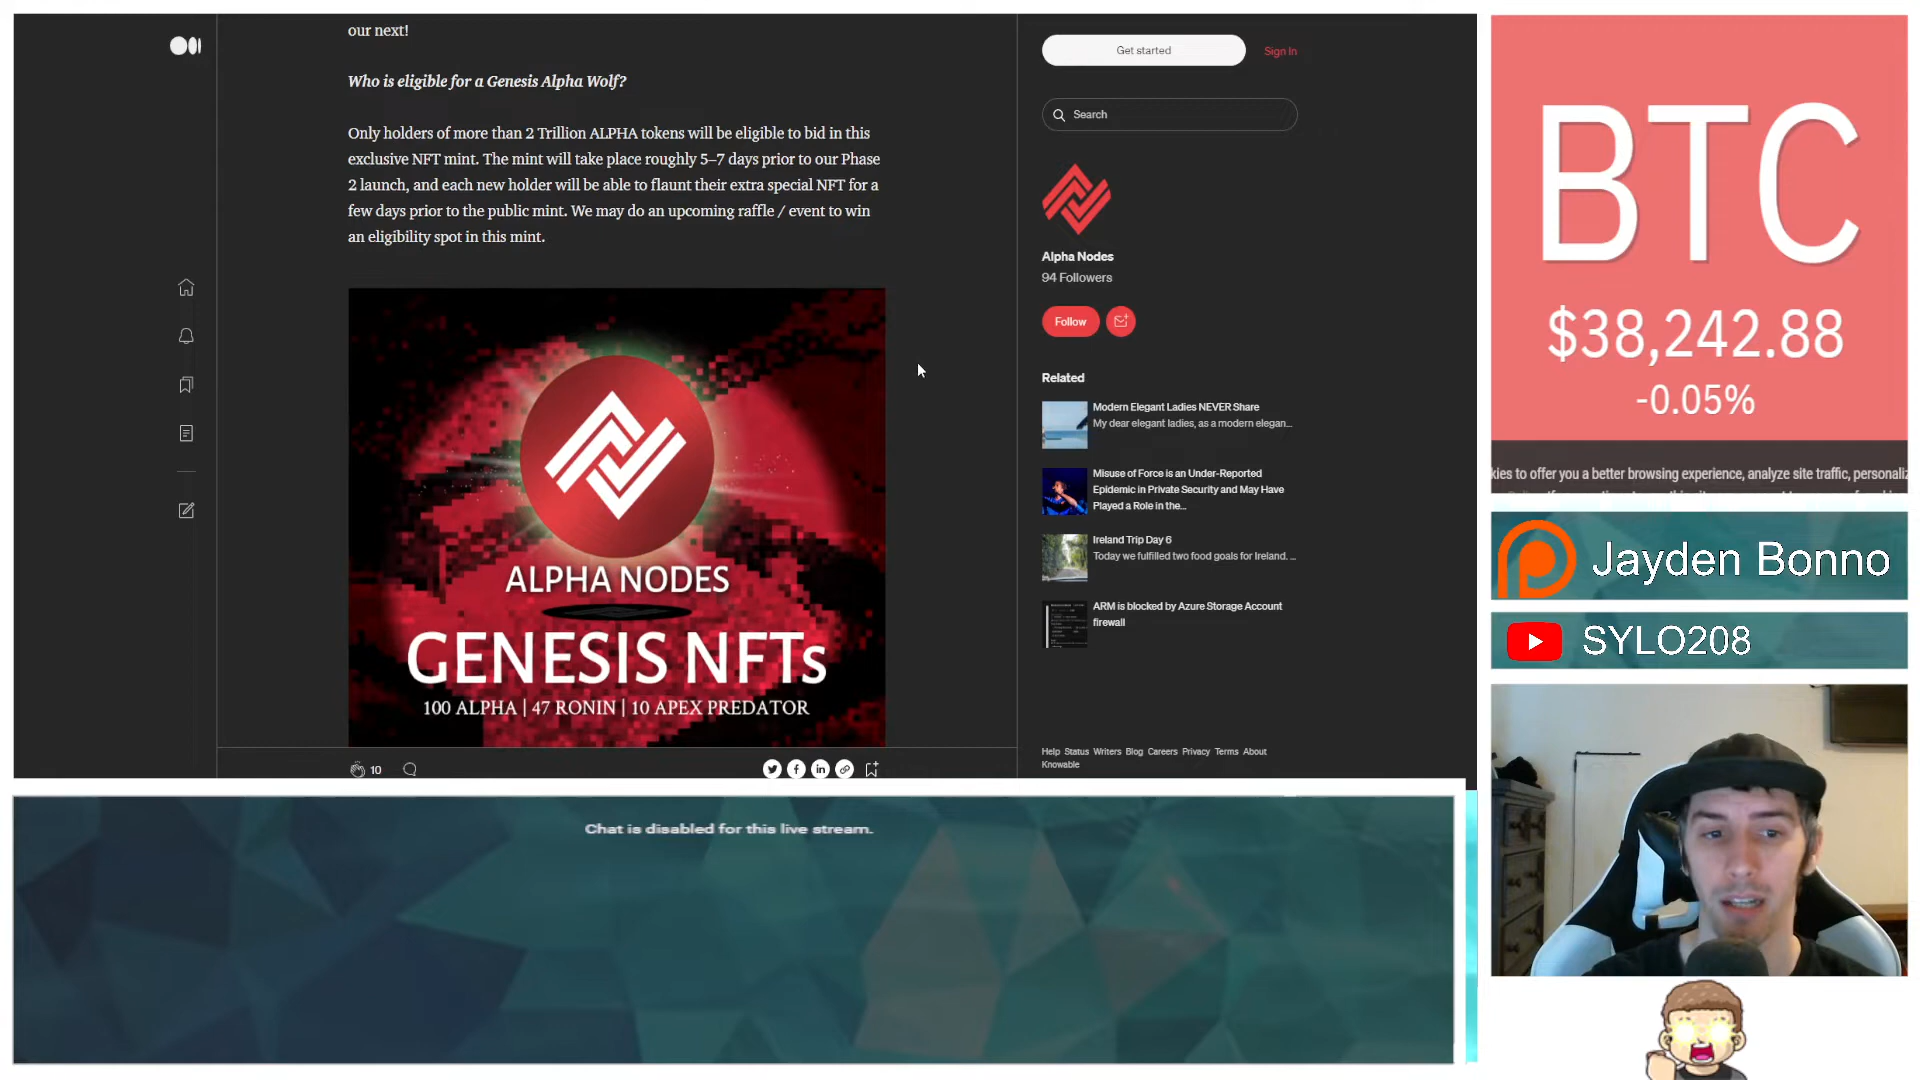 our next!
Who is eligible for a Genesis Alpha Wolf?
Only holders of more than 2 Trillion ALPHA tokens will be eligible to bid in this
exclusive NFT mint. The mint will take place roughly 5–7 days prior to our Phase
2 launch, and each new holder will be able to flaunt their extra special NFT for a
few days prior to the public mint. We may do an upcoming raffle / event to win
an eligibility spot in this mint.
ALPHA NODES
GENESIS NFTs
100 ALPHA | 47 RONIN | 10 APEX PREDATOR
10
Get started
Sign In
Search
Alpha Nodes
94 Followers
Follow
Related
Modern Elegant Ladies NEVER Share
My dear elegant ladies, as a modern elegan...
Misuse of Force is an Under-Reported
Epidemic in Private Security and May Have
Played a Role in the...
Ireland Trip Day 6
Today we fulfilled two food goals for Ireland. ...
ARM is blocked by Azure Storage Account
firewall
Help Status Writers Blog Careers Privacy Terms About
Knowable
BTC
$38,242.88
-0.05%
kies to offer you a better browsing experience, analyze site traffic, personaliz
Jayden Bonno
SYLO208
Chat is disabled for this live stream.